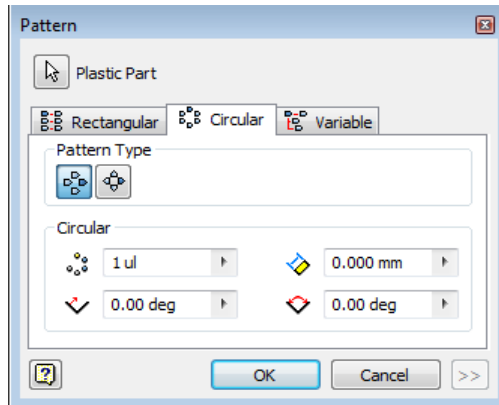 Pattern
Plastic Part
Rectangular Circular Variable
Pattern Type
Circular
1 ul 0.000 mm
0.00 deg 0.00 deg
? OK Cancel >>